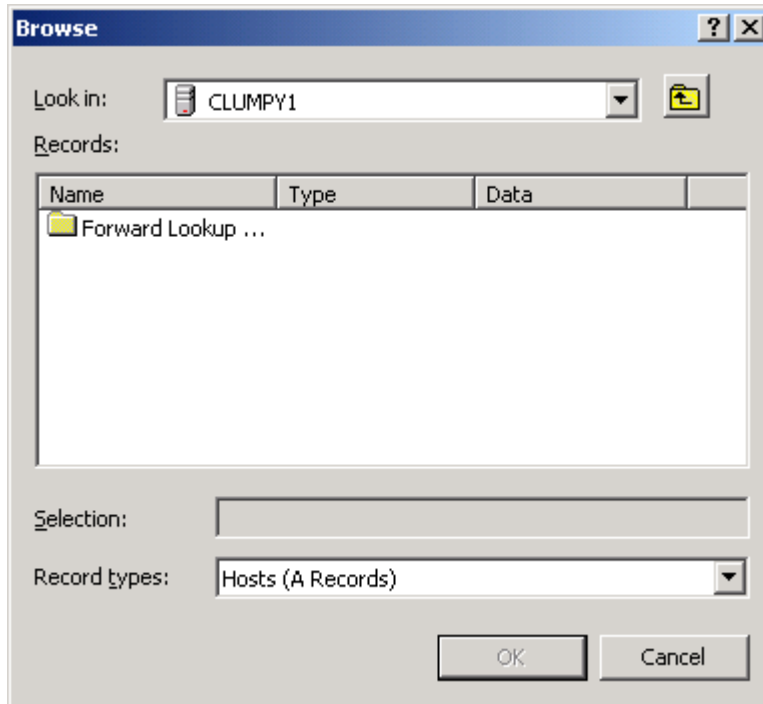 Browse
Look in: CLUMPY1
Records:
Name Type Data
Forward Lookup ...
Selection:
Record types: Hosts (A Records)
OK Cancel